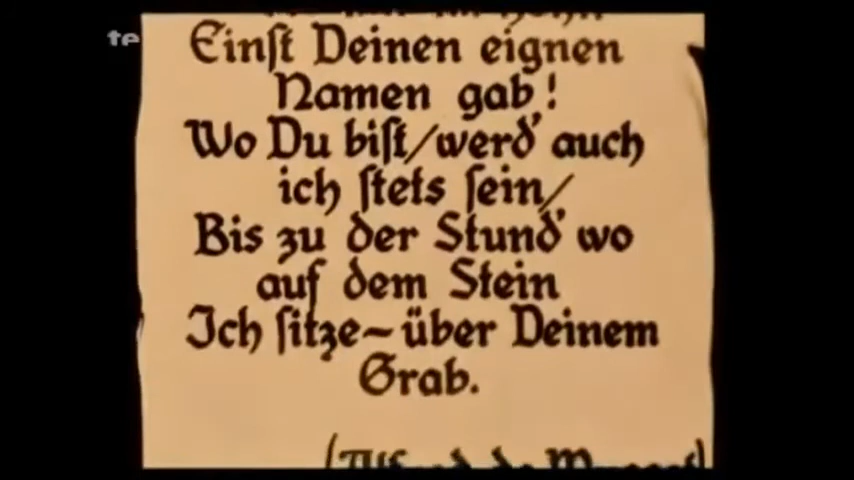 te
Einſt Deinen eignen
Namen gab!
Wo Du biſt/werd' auch
ich ſtets ſein/
Bis zu der Stund' wo
auf dem Stein
Ich ſitze~über Deinem
Grab.